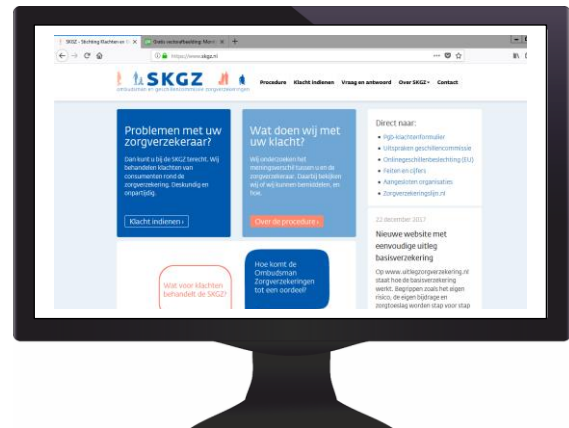 SKGZ - Stichting Klachten en G
Gratis vectorafbeelding: Monit
https://www.skgz.nl
SKGZ
ombudsman en geschillencommissie zorgverzekeringen
Procedure Klacht indienen Vraag en antwoord Over SKGZ Contact
Problemen met uw
zorgverzekeraar?
Dan kunt u bij de SKGZ terecht. Wij
behandelen klachten van
consumenten rond de
zorgverzekering. Deskundig en
onpartijdig.
Klacht indienen ›
Wat doen wij met
uw klacht?
Wij onderzoeken het
meningsverschil tussen u en de
zorgverzekeraar. Daarbij bekijken
wij of wij kunnen bemiddelen, en
hoe.
Over de procedure ›
Direct naar:
Pgb-klachtenformulier
Uitspraken geschillencommissie
Onlinegeschillenbeslechting (EU)
Feiten en cijfers
Aangesloten organisaties
Zorgverzekeringslijn.nl
22 december 2017
Nieuwe website met
eenvoudige uitleg
basisverzekering
Op www.uitlegzorgverzekering.nl
staat hoe de basisverzekering
werkt. Begrippen zoals het eigen
risico, de eigen bijdrage en
zorgtoeslag worden stap voor stap
Wat voor klachten
behandelt de SKGZ?
Hoe komt de
Ombudsman
Zorgverzekeringen
tot een oordeel?